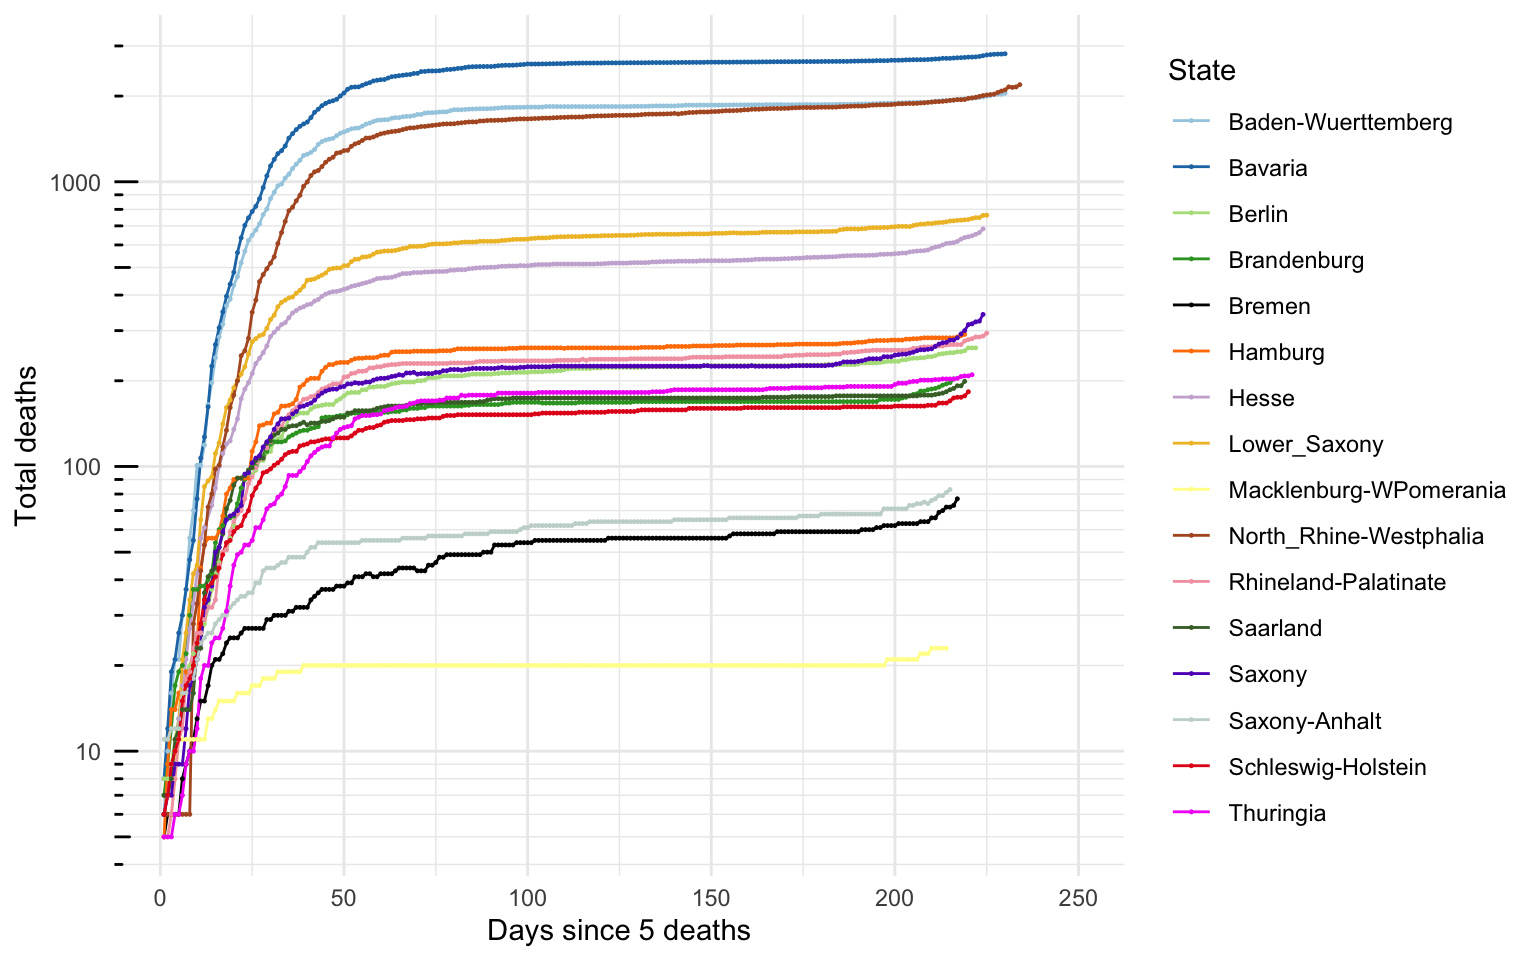 Total deaths
1000
100
10
0
50
100
150
200
250
Days since 5 deaths
State
Baden-Wuerttemberg
Bavaria
Berlin
Brandenburg
Bremen
Hamburg
Hesse
Lower_Saxony
Macklenburg-WPomerania
North_Rhine-Westphalia
Rhineland-Palatinate
Saarland
Saxony
Saxony-Anhalt
Schleswig-Holstein
Thuringia